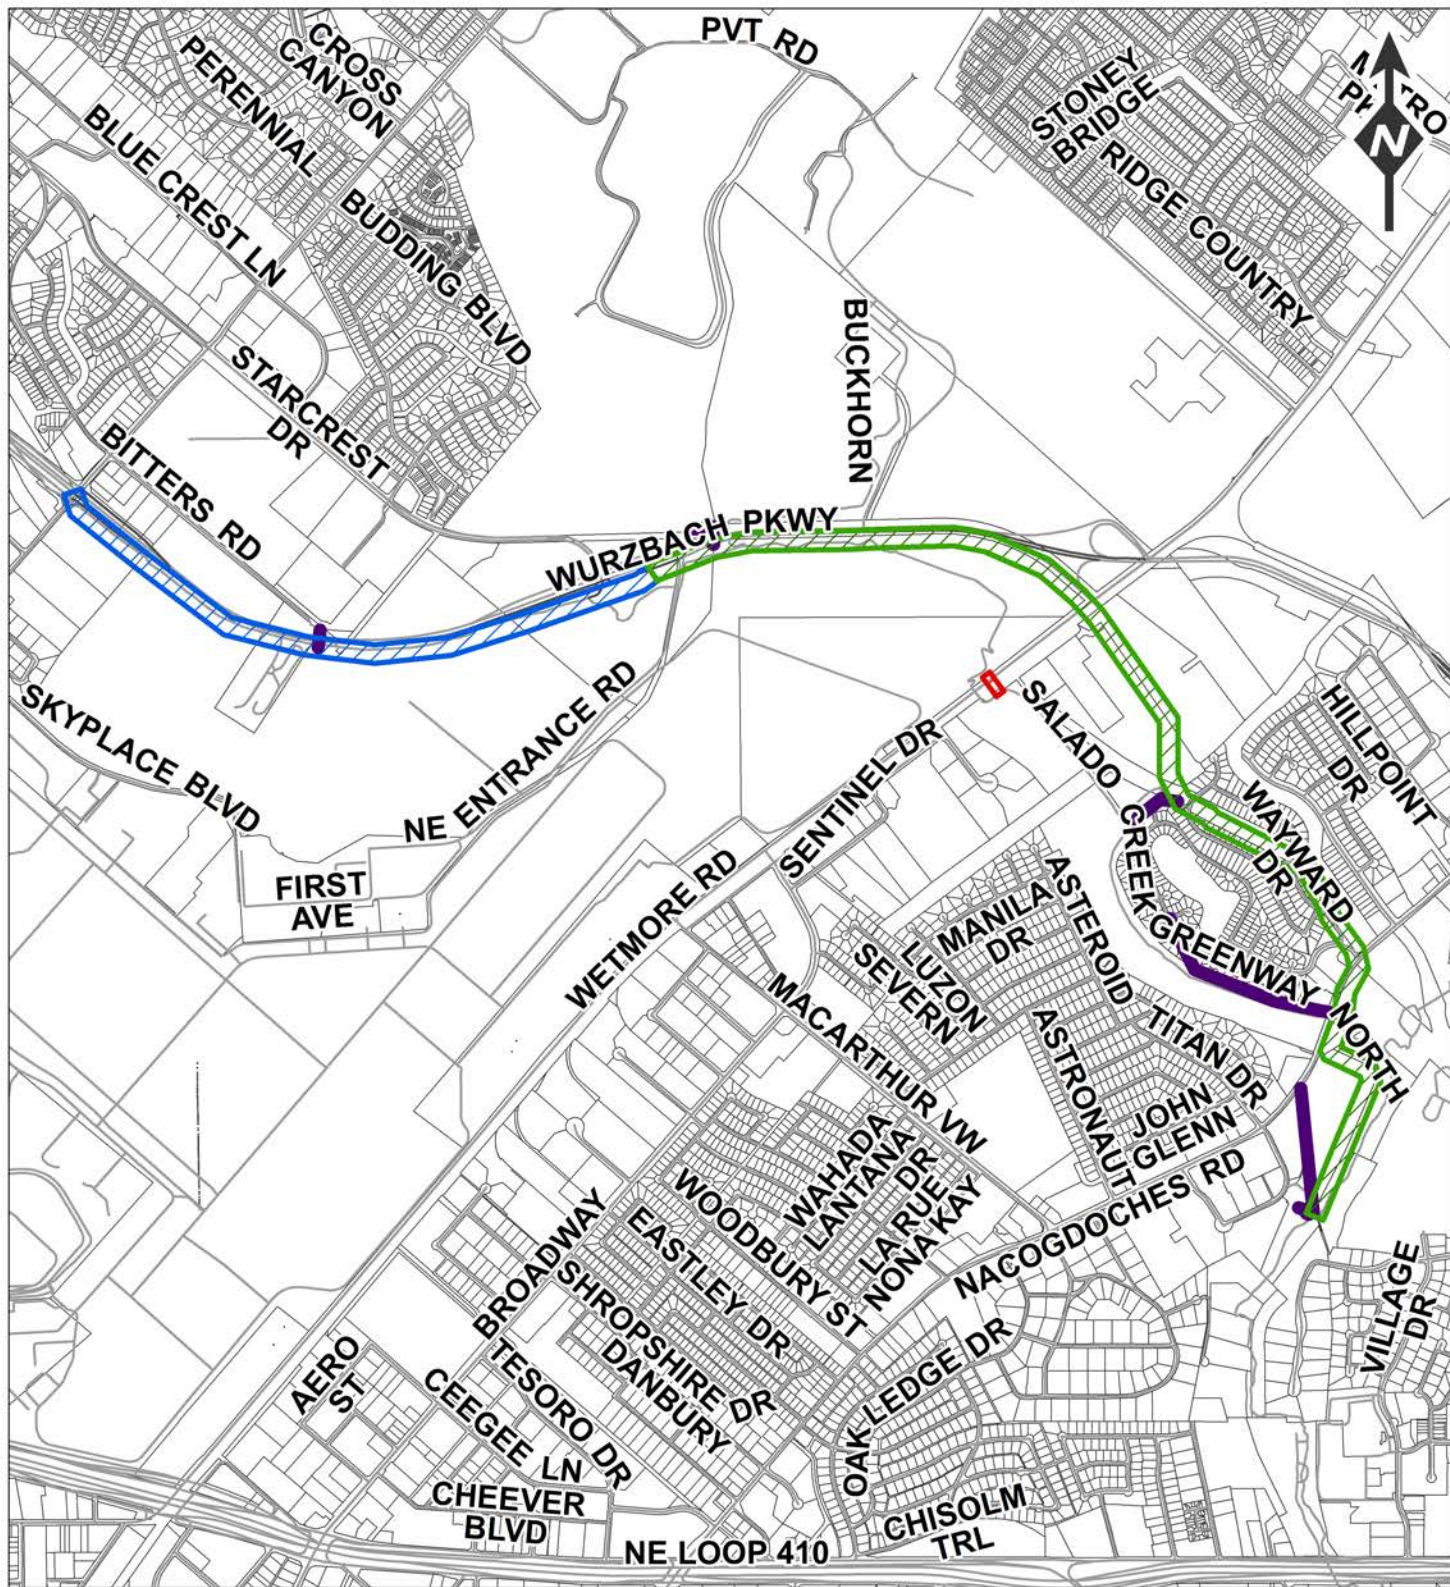 PVT RD
CROSS
CANYON
PERENNIAL
STONEY
BRIDGE
METRO
N
BLUE CREST LN
RIDGE COUNTRY
BUDDING BLVD
BUCKHORN
STARCREST
DR
BITTERS RD
WURZBACH PKWY
SKYPLACE BLVD
NE ENTRANCE RD
SENTINEL DR
SALADO CREEK GREENWAY NORTH
HILLPOINT
DR
WAYWARD
DR
FIRST
AVE
WETMORE RD
MANILA
DR
ASTEROID
LUZON
SEVERN
MACARTHUR VW
TITAN DR
ASTRONAUT
JOHN
GLENN
WAHADA
LANTANA
DR
LA RUE
NONA KAY
WOODBURY ST
NACOGDOCHES RD
EASTLEY DR
BROADWAY
SHROPSHIRE DR
DANBURY
VILLAGE
DR
OAK LEDGE DR
AERO
ST
TESORO DR
CEEGEE LN
CHEEVER
BLVD
CHISOLM
TRL
NE LOOP 410